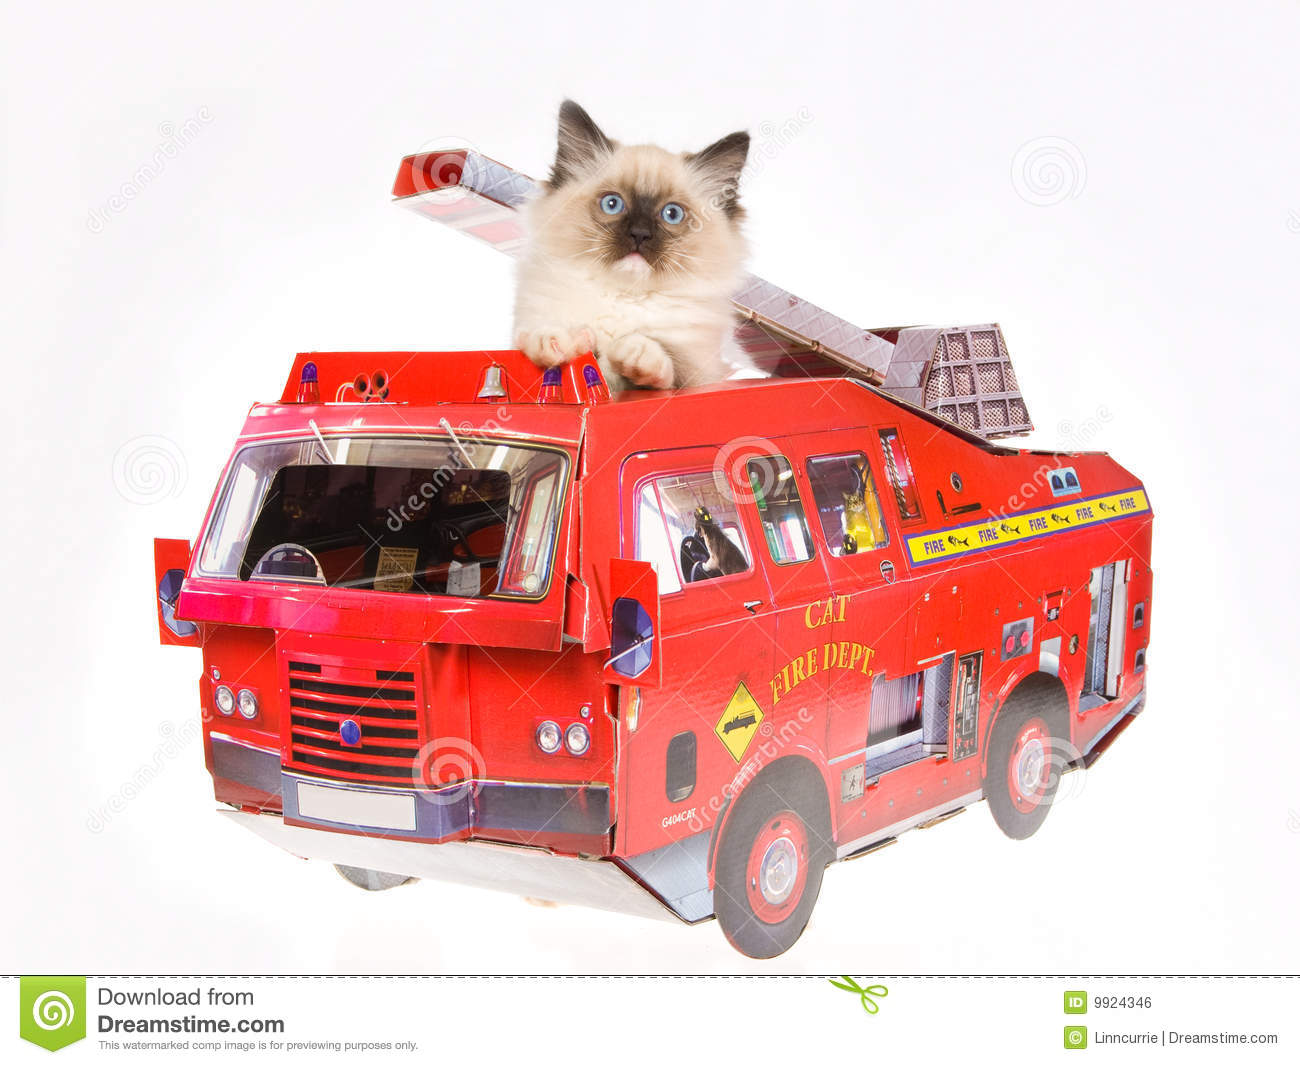 FIRE FIRE FIRE FIRE FIRE
CAT
FIRE DEPT.
G404CAT
dreamstime
Download from
Dreamstime.com
This watermarked comp image is for previewing purposes only.
ID 9924346
© Linncurrie | Dreamstime.com